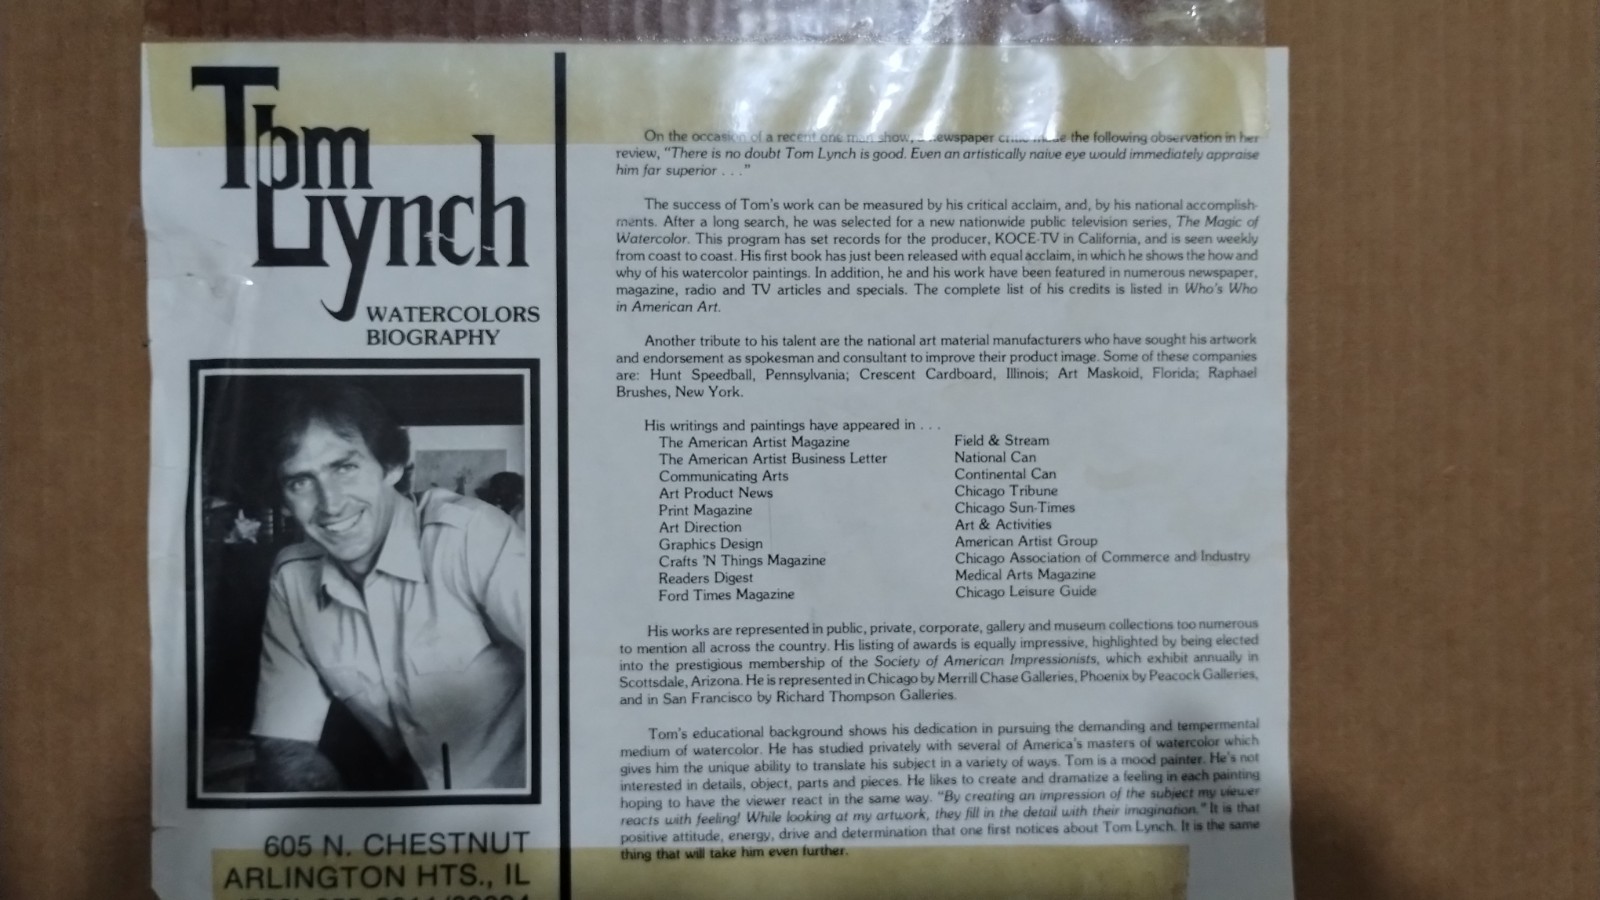 Tom
Lynch
WATERCOLORS
BIOGRAPHY
605 N. CHESTNUT
ARLINGTON HTS., IL
On the occasion of a recent one man show, newspaper the following observation in her
review, "There is no doubt Tom Lynch is good. Even an artistically naive eye would immediately appraise
him far superior . . ."
The success of Tom's work can be measured by his critical acclaim, and, by his national accomplish-
ments. After a long search, he was selected for a new nationwide public television series, The Magic of
Watercolor. This program has set records for the producer, KOCE-TV in California, and is seen weekly
from coast to coast. His first book has just been released with equal acclaim, in which he shows the how and
why of his watercolor paintings. In addition, he and his work have been featured in numerous newspaper,
magazine, radio and TV articles and specials. The complete list of his credits is listed in Who's Who
in American Art.
Another tribute to his talent are the national art material manufacturers who have sought his artwork
and endorsement as spokesman and consultant to improve their product image. Some of these companies
are: Hunt Speedball, Pennsylvania; Crescent Cardboard, Illinois; Art Maskoid, Florida; Raphael
Brushes, New York.
His writings and paintings have appeared in . . .
The American Artist Magazine
The American Artist Business Letter
Communicating Arts
Art Product News
Print Magazine
Art Direction
Graphics Design
Crafts 'N Things Magazine
Readers Digest
Ford Times Magazine
Field & Stream
National Can
Continental Can
Chicago Tribune
Chicago Sun-Times
Art & Activities
American Artist Group
Chicago Association of Commerce and Industry
Medical Arts Magazine
Chicago Leisure Guide
His works are represented in public, private, corporate, gallery and museum collections too numerous
to mention all across the country. His listing of awards is equally impressive, highlighted by being elected
into the prestigious membership of the Society of American Impressionists, which exhibit annually in
Scottsdale, Arizona. He is represented in Chicago by Merrill Chase Galleries, Phoenix by Peacock Galleries,
and in San Francisco by Richard Thompson Galleries.
Tom's educational background shows his dedication in pursuing the demanding and tempermental
medium of watercolor. He has studied privately with several of America's masters of watercolor which
gives him the unique ability to translate his subject in a variety of ways. Tom is a mood painter. He's not
interested in details, object, parts and pieces. He likes to create and dramatize a feeling in each painting
hoping to have the viewer react in the same way. "By creating an impression of the subject my viewer
reacts with feeling! While looking at my artwork, they fill in the detail with their imagination." It is that
positive attitude, energy, drive and determination that one first notices about Tom Lynch. It is the same
thing that will take him even further.